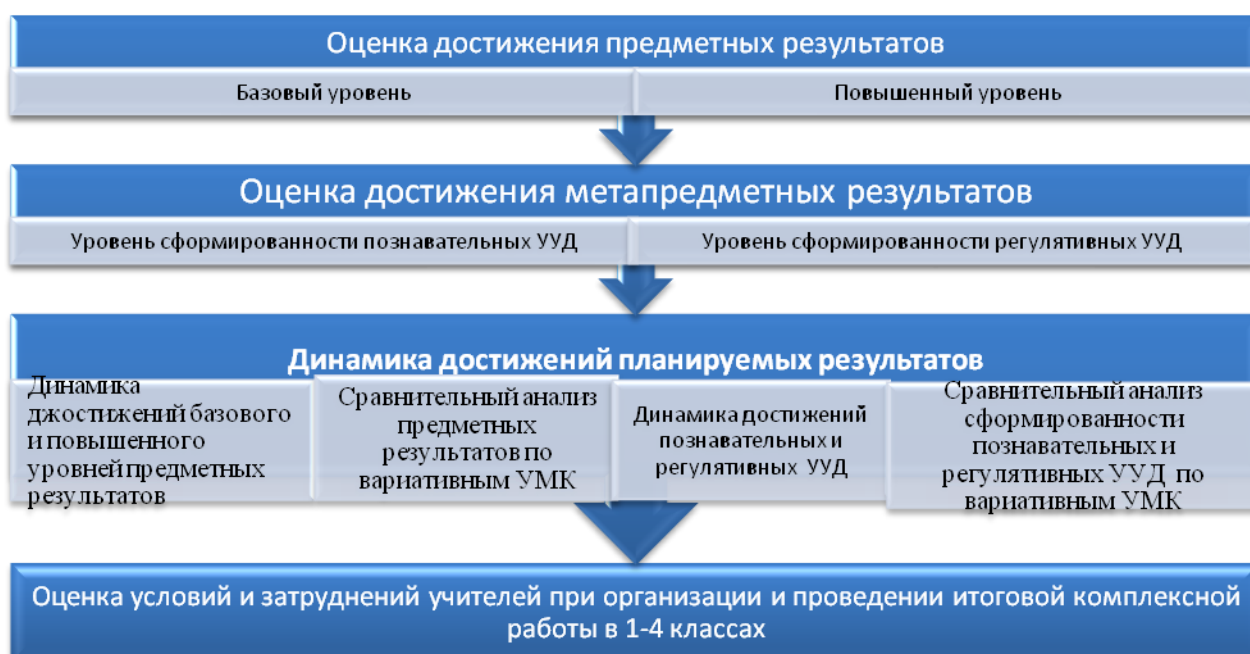 Оценка достижения предметных результатов
Базовый уровень
Повышенный уровень
Оценка достижения метапредметных результатов
Уровень сформированности познавательных УУД
Уровень сформированности регулятивных УУД
Динамика достижений планируемых результатов
Динамика
джостижений базового
и повышенного
уровней предметных
результатов
Сравнительный анализ
предметных
результатов по
вариативным УМК
Динамика достижений
познавательных и
регулятивных УУД
Сравнительный анализ
сформированности
познавательных и
регулятивных УУД по
вариативным УМК
Оценка условий и затруднений учителей при организации и проведении итоговой комплексной
работы в 1-4 классах